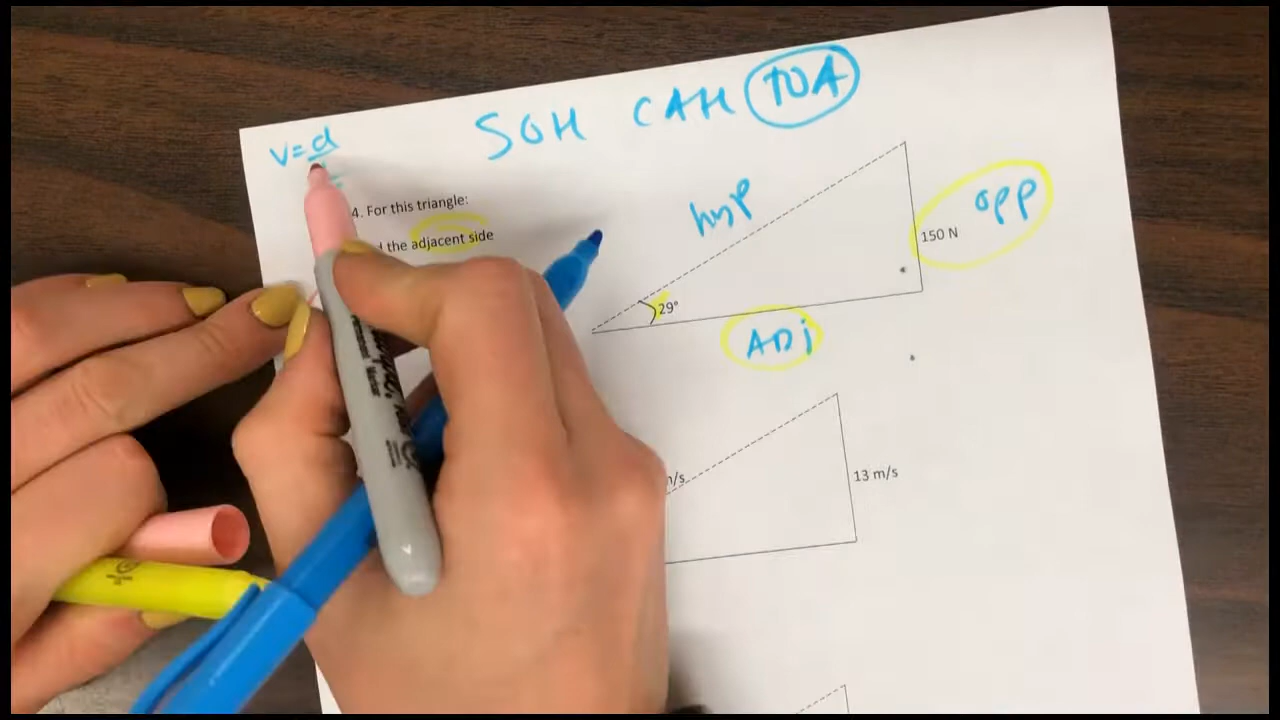 SOH CAH TOA
V=d
t
4. For this triangle:
the adjacent side
hyp
opp
150 N
29°
ADj
m/s
13 m/s